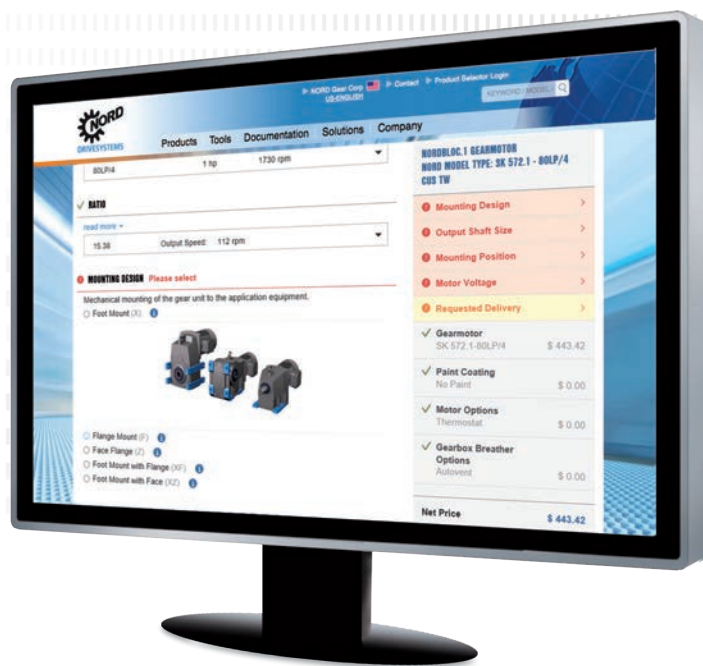 NORD
DRIVESYSTEMS
NORD Gear Corp
US-ENGLISH
Contact
Product Selector Login
KEYWORD / MODEL
Products Tools Documentation Solutions Company
80LP/4 1 hp 1730 rpm
RATIO
read more
15.38 Output Speed: 112 rpm
MOUNTING DESIGN Please select
Mechanical mounting of the gear unit to the application equipment.
Foot Mount (X)
Flange Mount (F)
Face Flange (Z)
Foot Mount with Flange (XF)
Foot Mount with Face (XZ)
NORDBLOC.1 GEARMOTOR
NORD MODEL TYPE: SK 572.1 - 80LP/4
CUS TW
Mounting Design
Output Shaft Size
Mounting Position
Motor Voltage
Requested Delivery
Gearmotor
SK 572.1-80LP/4 $ 443.42
Paint Coating
No Paint $ 0.00
Motor Options
Thermostat $ 0.00
Gearbox Breather
Options
Autovent $ 0.00
Net Price $ 443.42